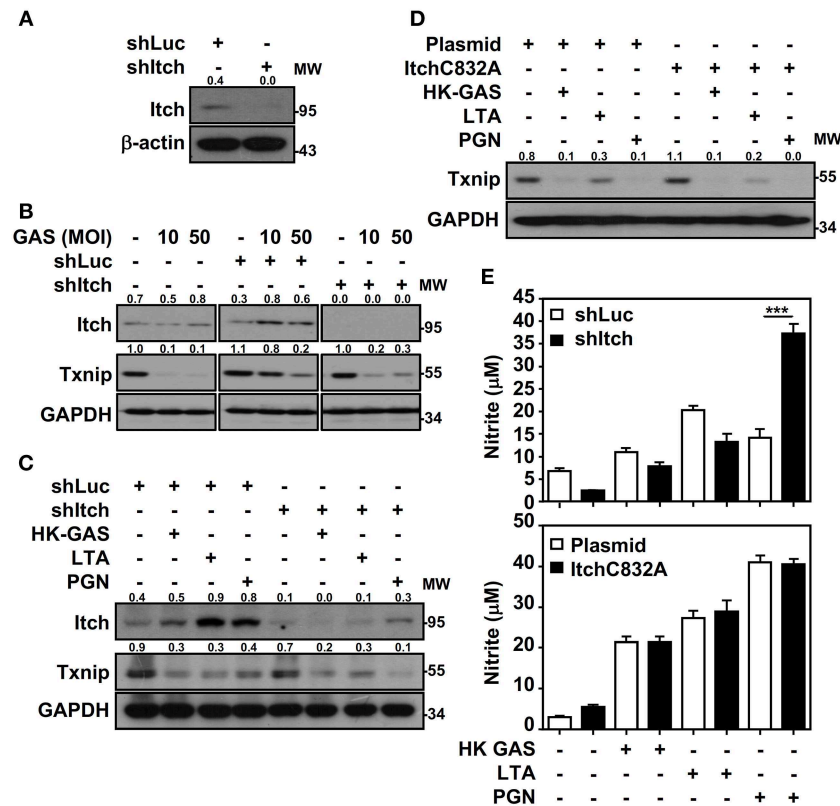 A
shLuc + -
shItch - + MW
0.4 0.0
Itch -95
β-actin -43
B
GAS (MOI) - 10 50 - 10 50 - 10 50
shLuc + + +
shItch + + + MW
0.7 0.5 0.8 0.3 0.8 0.6 0.0 0.0 0.0
Itch -95
1.0 0.1 0.1 1.1 0.8 0.2 1.0 0.2 0.3
Txnip -55
GAPDH -34
C
shLuc + + + + - - - -
shItch - - - - + + + +
HK-GAS - + - - - + - -
LTA - - + - - - + -
PGN - - - + - - - + MW
0.4 0.5 0.9 0.8 0.1 0.0 0.1 0.3
Itch -95
0.9 0.3 0.3 0.4 0.7 0.2 0.3 0.1
Txnip -55
GAPDH -34
D
Plasmid + + + + - - - -
ItchC832A - - - - + + + +
HK-GAS - + - - - + - -
LTA - - + - - - + -
PGN - - - + - - - + MW
0.8 0.1 0.3 0.1 1.1 0.1 0.2 0.0
Txnip -55
GAPDH -34
E
45
40
35
30
25
20
15
10
5
0
Nitrite (μM)
shLuc
shItch
***
50
40
30
20
10
0
Nitrite (μM)
Plasmid
ItchC832A
HK GAS - - + + - - - -
LTA - - - - + + - -
PGN - - - - - - + +